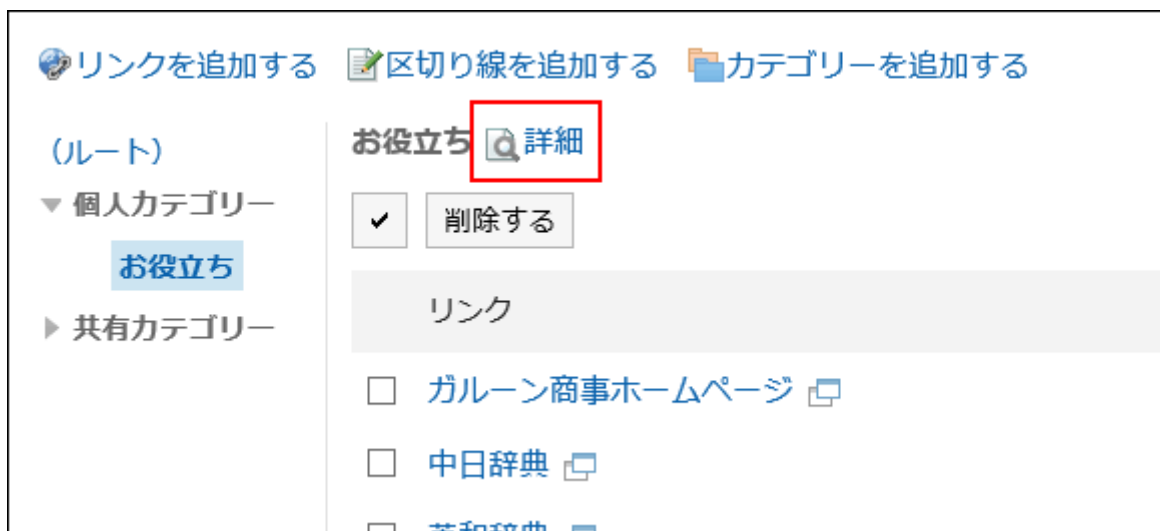 リンクを追加する 区切り線を追加する カテゴリーを追加する
(ルート)
個人カテゴリー
お役立ち
共有カテゴリー
お役立ち 詳細
削除する
リンク
ガルーン商事ホームページ
中日辞典
英和辞典